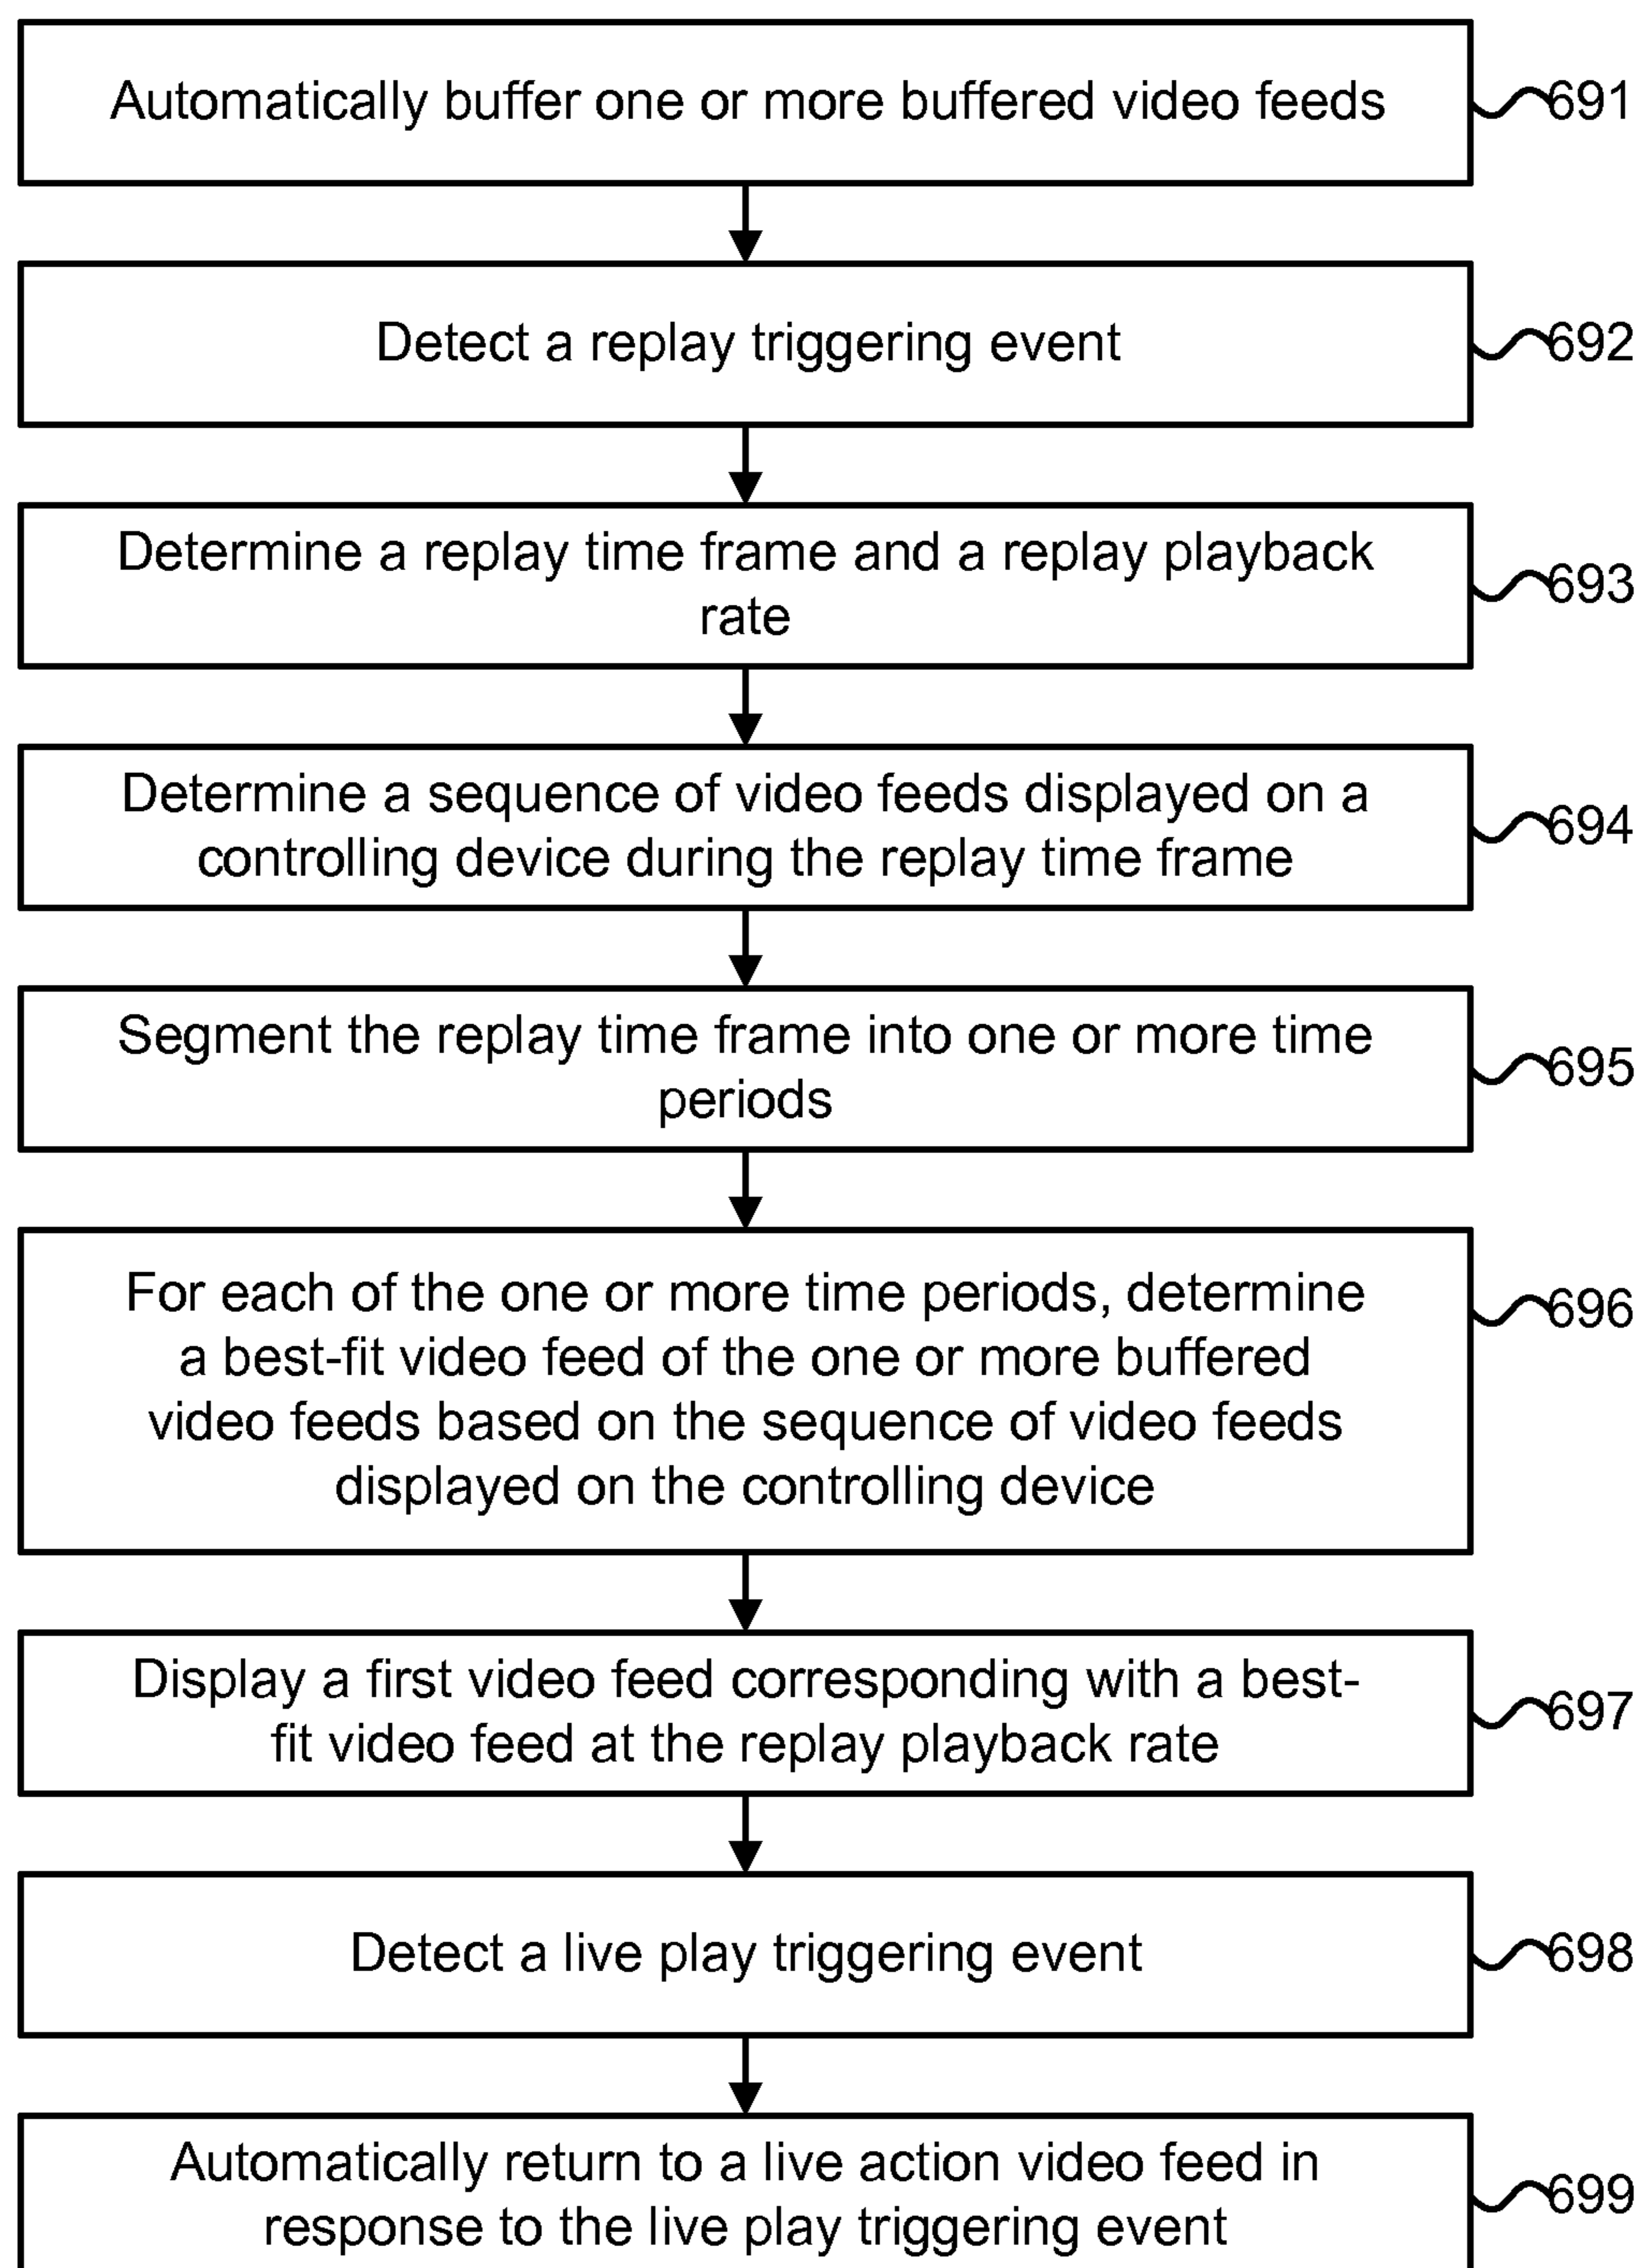 Automatically buffer one or more buffered video feeds
691
Detect a replay triggering event
692
Determine a replay time frame and a replay playback
rate
693
Determine a sequence of video feeds displayed on a
controlling device during the replay time frame
694
Segment the replay time frame into one or more time
periods
695
For each of the one or more time periods, determine
a best-fit video feed of the one or more buffered
video feeds based on the sequence of video feeds
displayed on the controlling device
696
Display a first video feed corresponding with a best-
fit video feed at the replay playback rate
697
Detect a live play triggering event
698
Automatically return to a live action video feed in
response to the live play triggering event
699